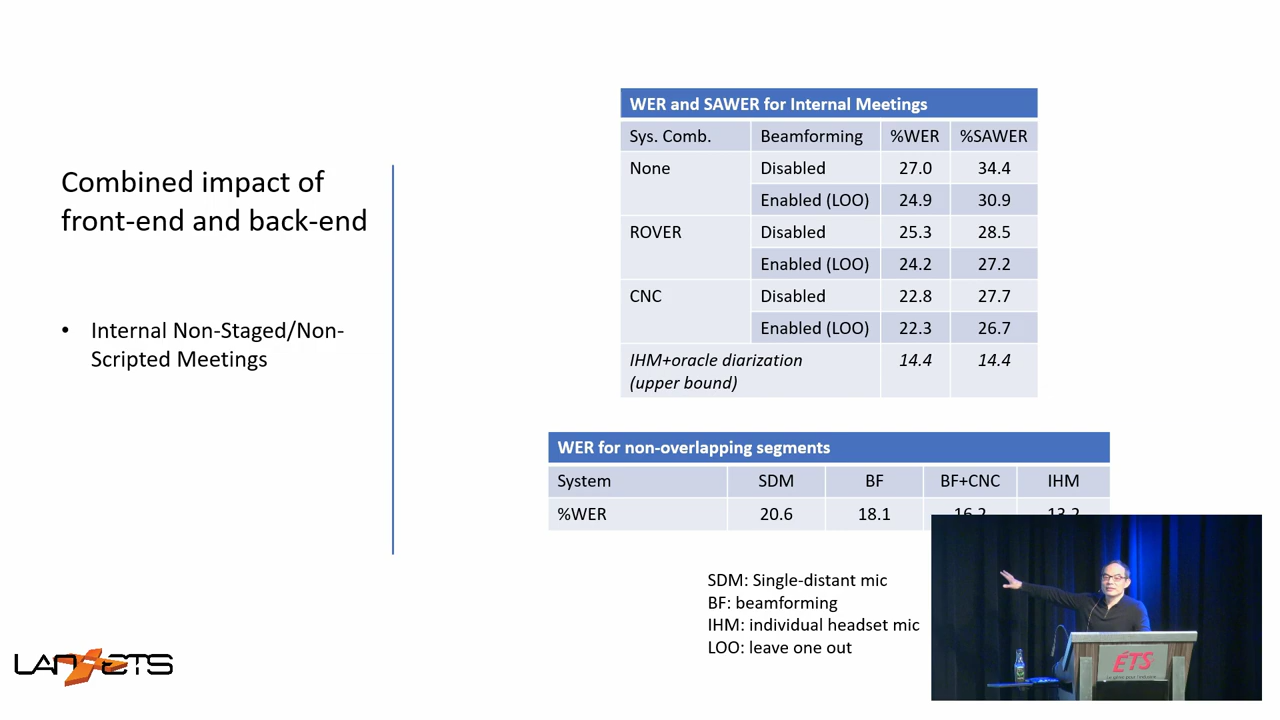 Combined impact of
front-end and back-end
• Internal Non-Staged/Non-
Scripted Meetings
WER and SAWER for Internal Meetings
Sys. Comb. Beamforming %WER %SAWER
None Disabled 27.0 34.4
Enabled (LOO) 24.9 30.9
ROVER Disabled 25.3 28.5
Enabled (LOO) 24.2 27.2
CNC Disabled 22.8 27.7
Enabled (LOO) 22.3 26.7
IHM+oracle diarization 14.4 14.4
(upper bound)
WER for non-overlapping segments
System SDM BF BF+CNC IHM
%WER 20.6 18.1 16.2 13.2
SDM: Single-distant mic
BF: beamforming
IHM: individual headset mic
LOO: leave one out
ÉTS